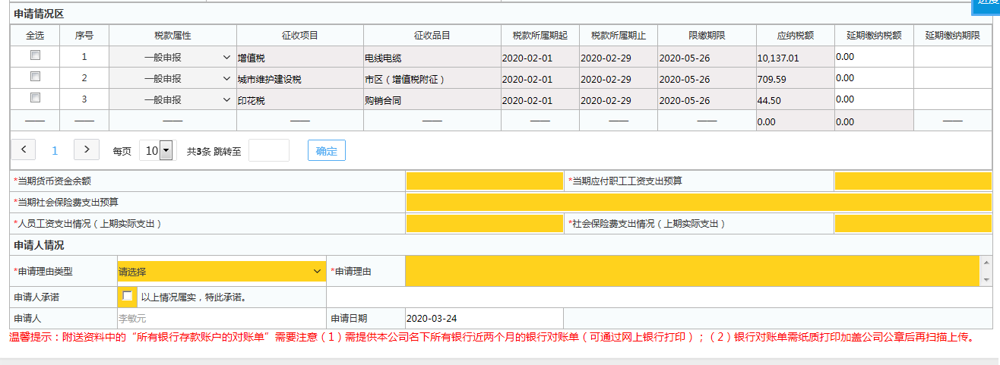 申请情况区
全选 序号 税款属性 征收项目 征收品目 税款所属期起 税款所属期止 限缴期限 应纳税额 延期缴纳税额 延期缴纳期限
1 一般申报 增值税 电线电缆 2020-02-01 2020-02-29 2020-05-26 10,137.01 0.00
2 一般申报 城市维护建设税 市区（增值税附征） 2020-02-01 2020-02-29 2020-05-26 709.59 0.00
3 一般申报 印花税 购销合同 2020-02-01 2020-02-29 2020-05-26 44.50 0.00
—— —— —— —— —— —— —— —— 0.00 0.00 ——
< 1 > 每页 10 共3条 跳转至 确定
*当期货币资金余额 *当期应付职工工资支出预算
*当期社会保险费支出预算
*人员工资支出情况（上期实际支出） *社会保险费支出情况（上期实际支出）
申请人情况
*申请理由类型 请选择 *申请理由
申请人承诺 以上情况属实，特此承诺。
申请人 李敏元 申请日期 2020-03-24
温馨提示：附送资料中的“所有银行存款账户的对账单”需要注意（1）需提供本公司名下所有银行近两个月的银行对账单（可通过网上银行打印）；（2）银行对账单需纸质打印加盖公司公章后再扫描上传。